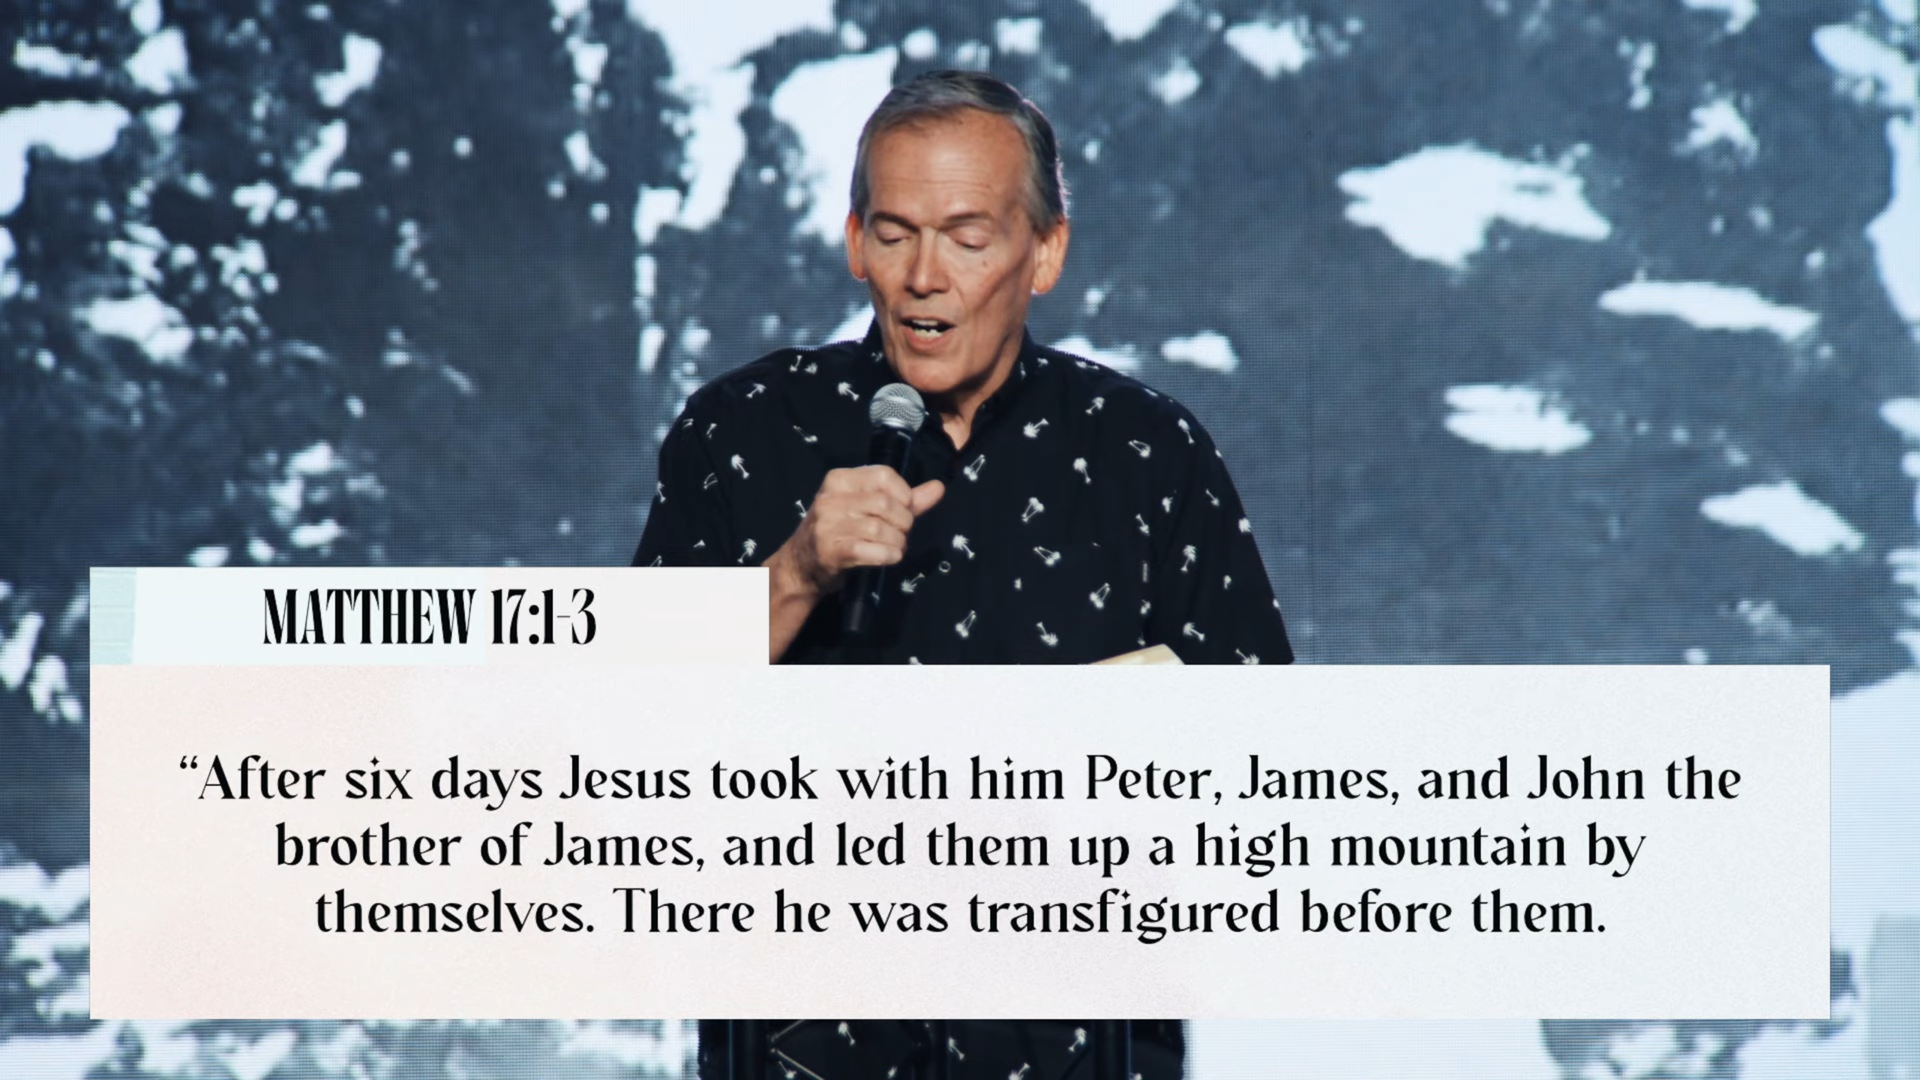 MATTHEW 17:1-3
“After six days Jesus took with him Peter, James, and John the
brother of James, and led them up a high mountain by
themselves. There he was transfigured before them.